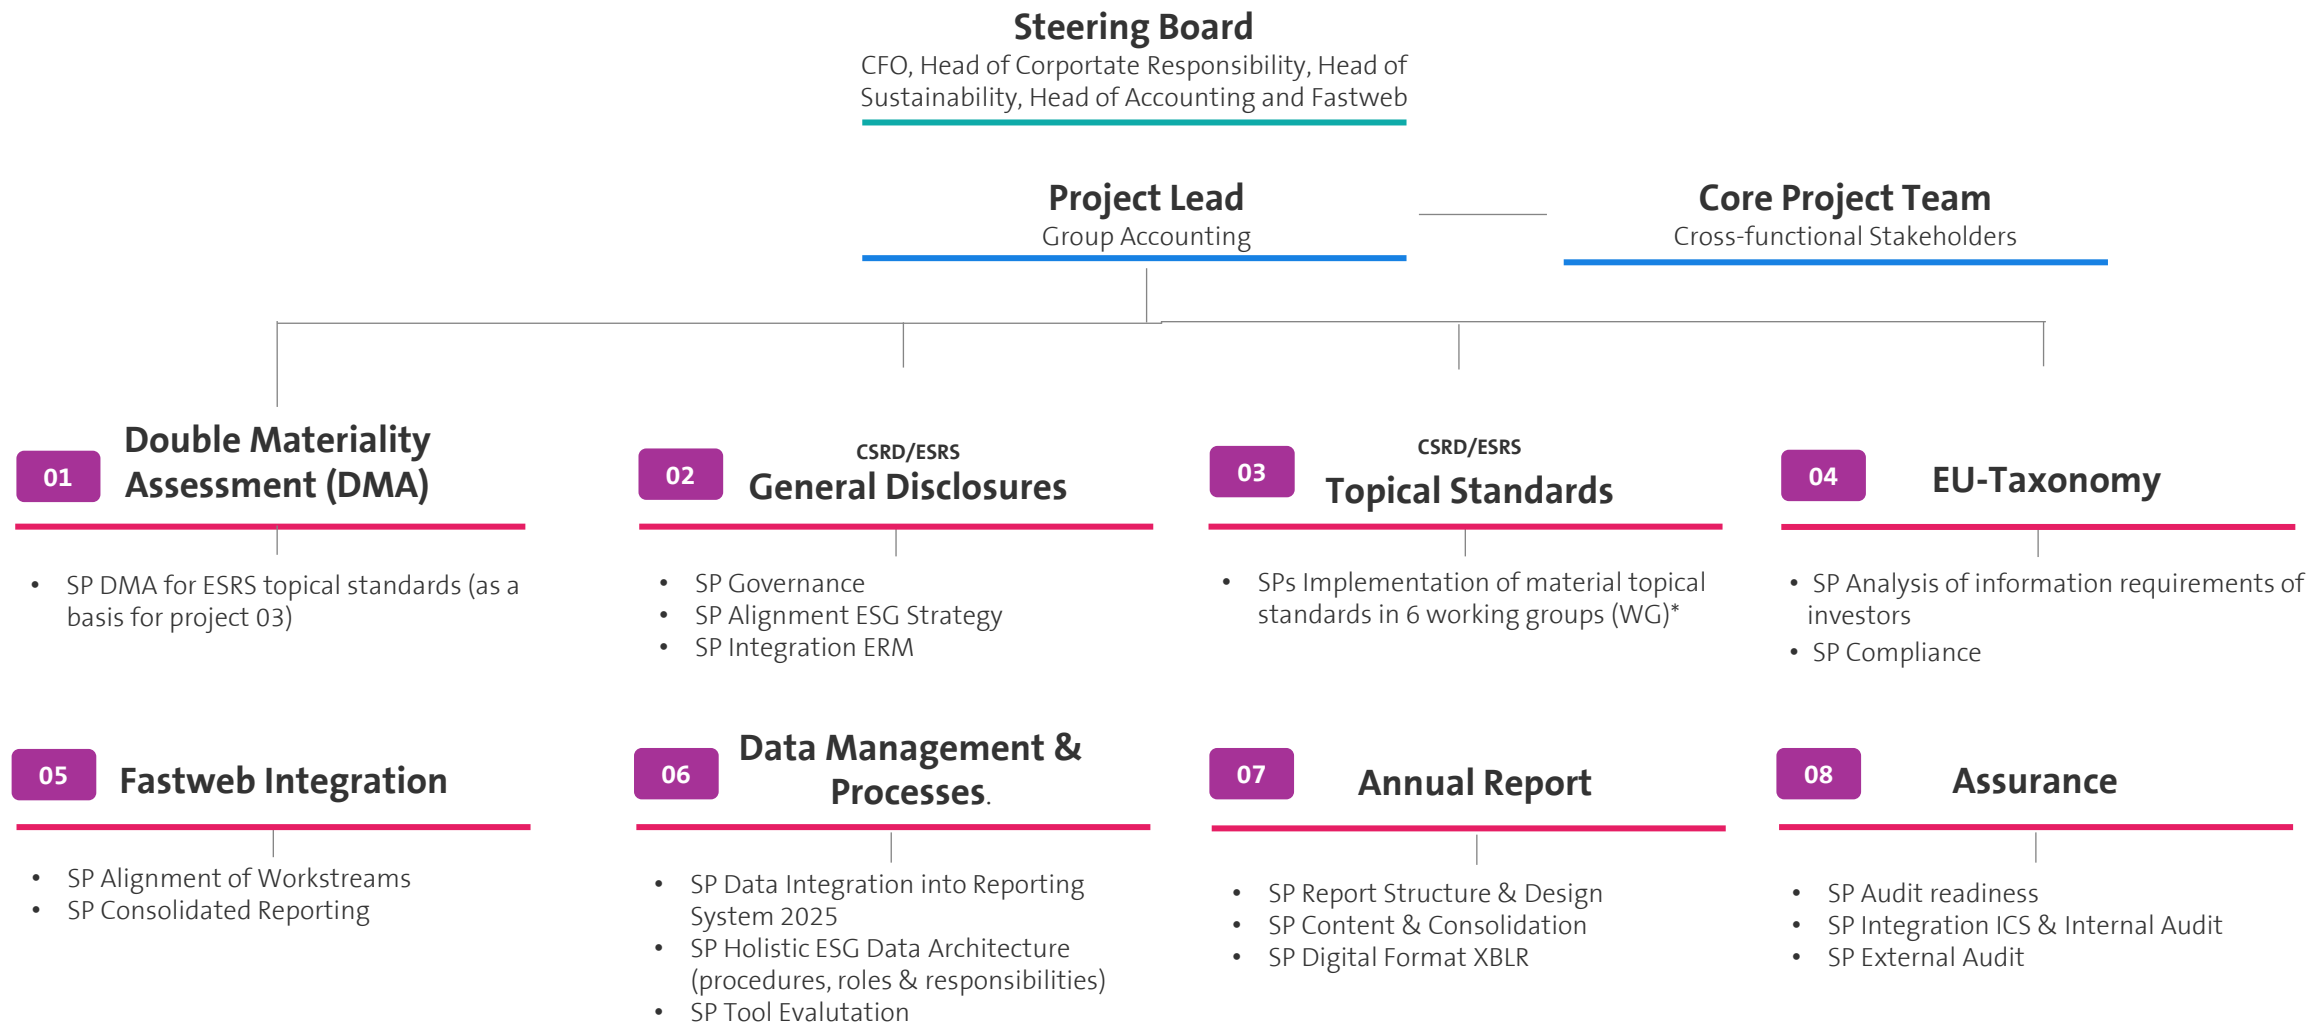 Steering Board
CFO, Head of Corportate Responsibility, Head of
Sustainability, Head of Accounting and Fastweb
Project Lead
Group Accounting
Core Project Team
Cross-functional Stakeholders
01
Double Materiality
Assessment (DMA)
• SP DMA for ESRS topical standards (as a
basis for project 03)
02
CSRD/ESRS
General Disclosures
• SP Governance
• SP Alignment ESG Strategy
• SP Integration ERM
03
CSRD/ESRS
Topical Standards
• SPs Implementation of material topical
standards in 6 working groups (WG)*
04
EU-Taxonomy
• SP Analysis of information requirements of
investors
• SP Compliance
05
Fastweb Integration
• SP Alignment of Workstreams
• SP Consolidated Reporting
06
Data Management &
Processes.
• SP Data Integration into Reporting
System 2025
• SP Holistic ESG Data Architecture
(procedures, roles & responsibilities)
• SP Tool Evalutation
07
Annual Report
• SP Report Structure & Design
• SP Content & Consolidation
• SP Digital Format XBLR
08
Assurance
• SP Audit readiness
• SP Integration ICS & Internal Audit
• SP External Audit